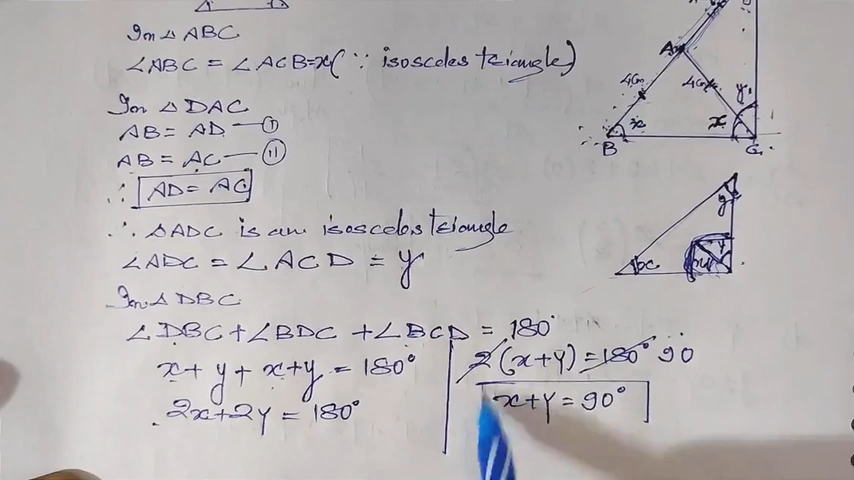 In △ ABC
∠ABC = ∠ACB=x (∵ isosceles triangle)
In △ DAC
AB = AD — I
AB = AC — II
∴ AD = AC
∴ △ADC is an isosceles triangle
∠ADC = ∠ACD = y
In △ DBC
∠DBC + ∠BDC + ∠BCD = 180°
x + y + x+y = 180°
2x+2y = 180°
2(x+y) = 180° 90
x+y = 90°
A
4cm
4cm
y
x
x
B
C
y
x
y